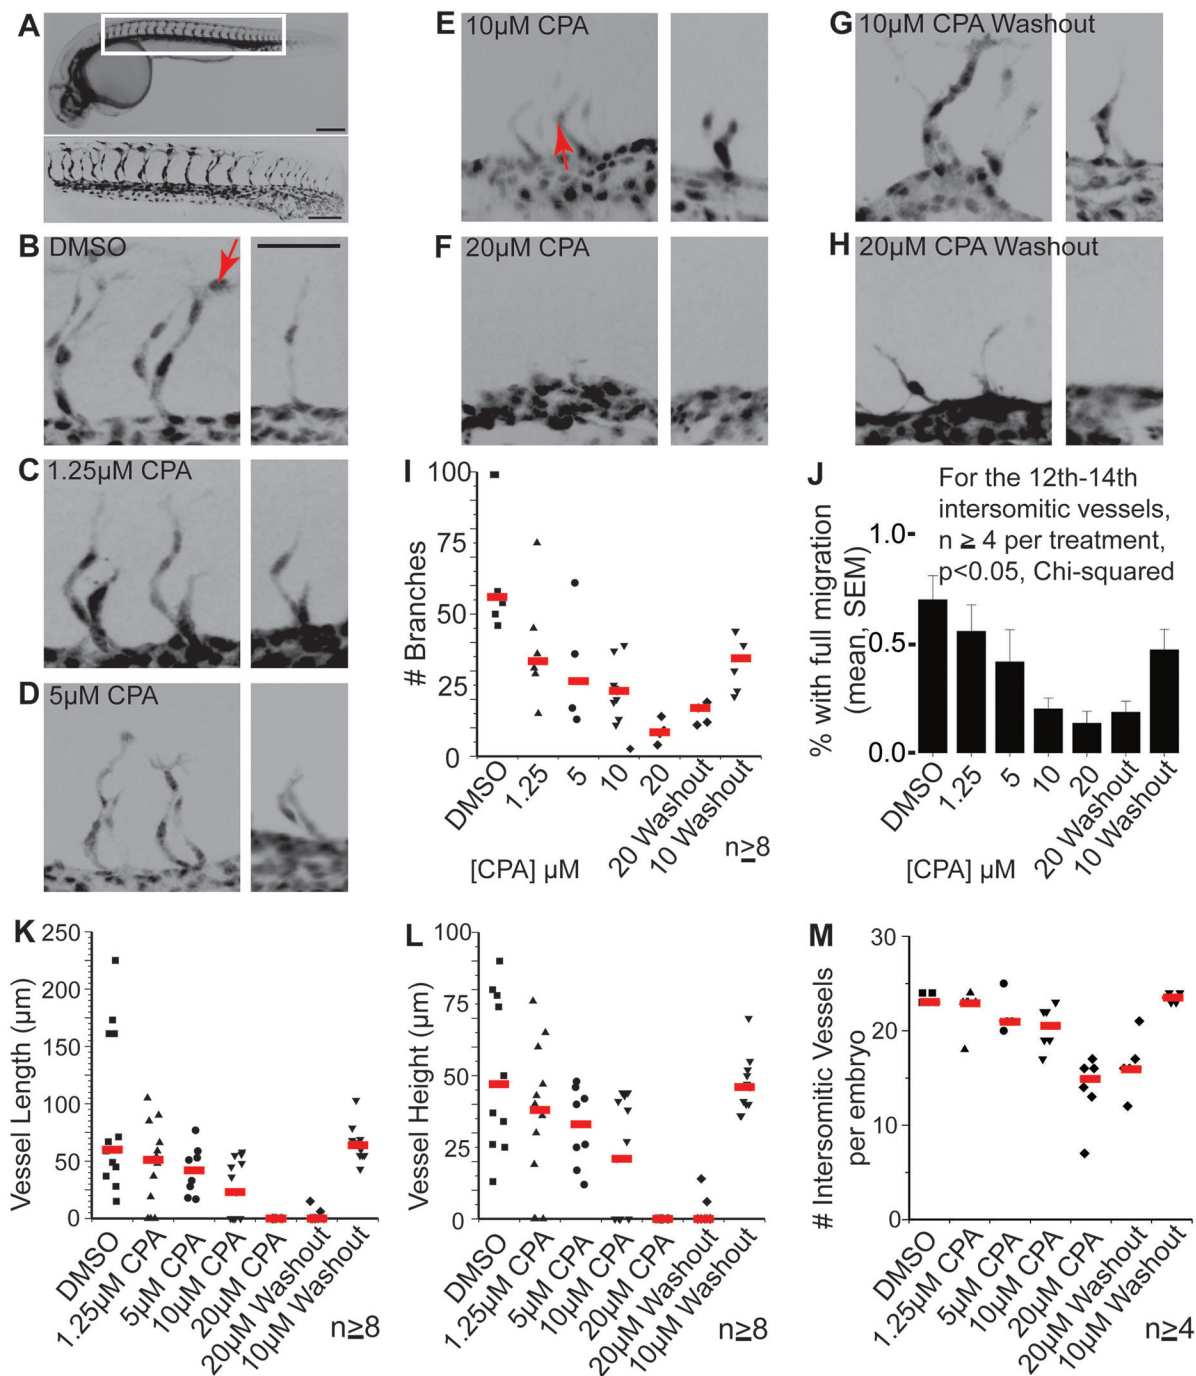 A
B DMSO
C 1.25µM CPA
D 5µM CPA
E 10µM CPA
F 20µM CPA
G 10µM CPA Washout
H 20µM CPA Washout
I
# Branches
100
75
50
25
0
DMSO
1.25
5
10
20
20 Washout
10 Washout
[CPA] µM
n≥8
J
For the 12th-14th
intersomitic vessels,
n ≥ 4 per treatment,
p<0.05, Chi-squared
% with full migration
(mean, SEM)
1.0
0.5
0.0
DMSO
1.25
5
10
20
20 Washout
10 Washout
[CPA] µM
K
Vessel Length (µm)
250
200
150
100
50
0
DMSO
1.25µM CPA
5µM CPA
10µM CPA
20µM CPA
20µM Washout
10µM Washout
n≥8
L
Vessel Height (µm)
100
75
50
25
0
DMSO
1.25µM CPA
5µM CPA
10µM CPA
20µM CPA
20µM Washout
10µM Washout
n≥8
M
# Intersomitic Vessels
per embryo
30
20
10
0
DMSO
1.25µM CPA
5µM CPA
10µM CPA
20µM CPA
20µM Washout
10µM Washout
n≥4